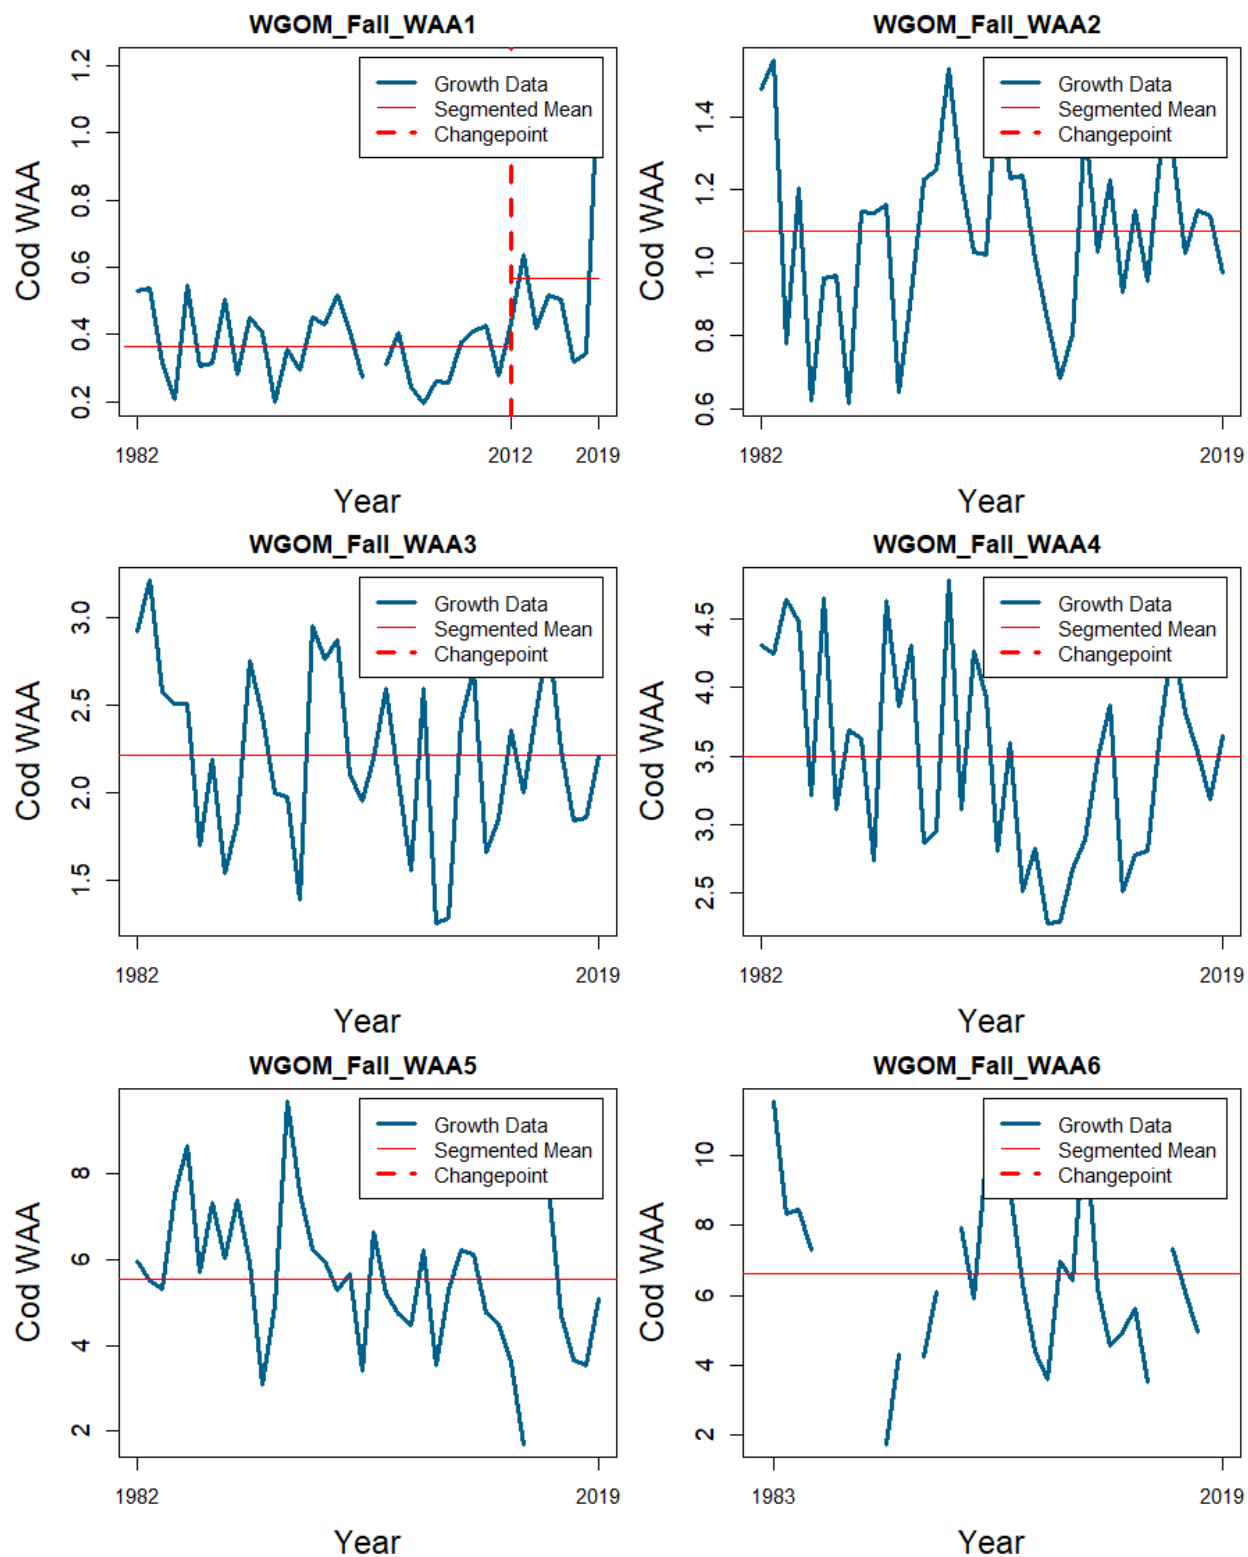 WGOM_Fall_WAA1
Cod WAA
0.2 0.4 0.6 0.8 1.0 1.2
Growth Data
Segmented Mean
Changepoint
1982 2012 2019
Year
WGOM_Fall_WAA2
Cod WAA
0.6 0.8 1.0 1.2 1.4
Growth Data
Segmented Mean
Changepoint
1982 2019
Year
WGOM_Fall_WAA3
Cod WAA
1.5 2.0 2.5 3.0
Growth Data
Segmented Mean
Changepoint
1982 2019
Year
WGOM_Fall_WAA4
Cod WAA
2.5 3.0 3.5 4.0 4.5
Growth Data
Segmented Mean
Changepoint
1982 2019
Year
WGOM_Fall_WAA5
Cod WAA
2 4 6 8
Growth Data
Segmented Mean
Changepoint
1982 2019
Year
WGOM_Fall_WAA6
Cod WAA
2 4 6 8 10
Growth Data
Segmented Mean
Changepoint
1983 2019
Year